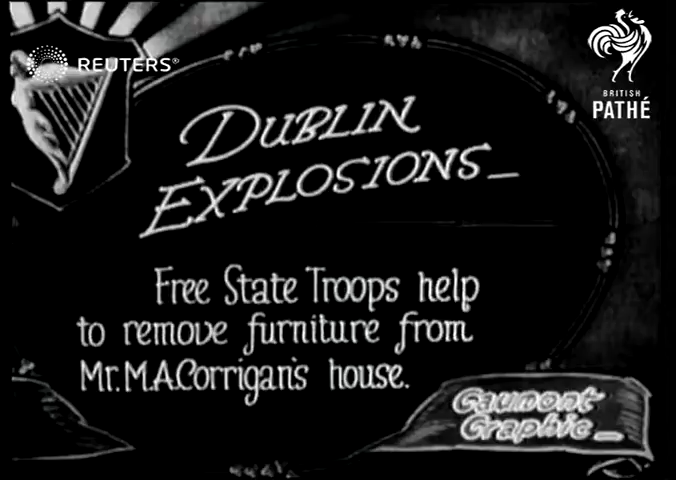 REUTERS®
BRITISH
PATHÉ
DUBLIN
EXPLOSIONS_
Free State Troops help
to remove furniture from
Mr. M.A.Corrigan's house.
Gaumont
Graphic_